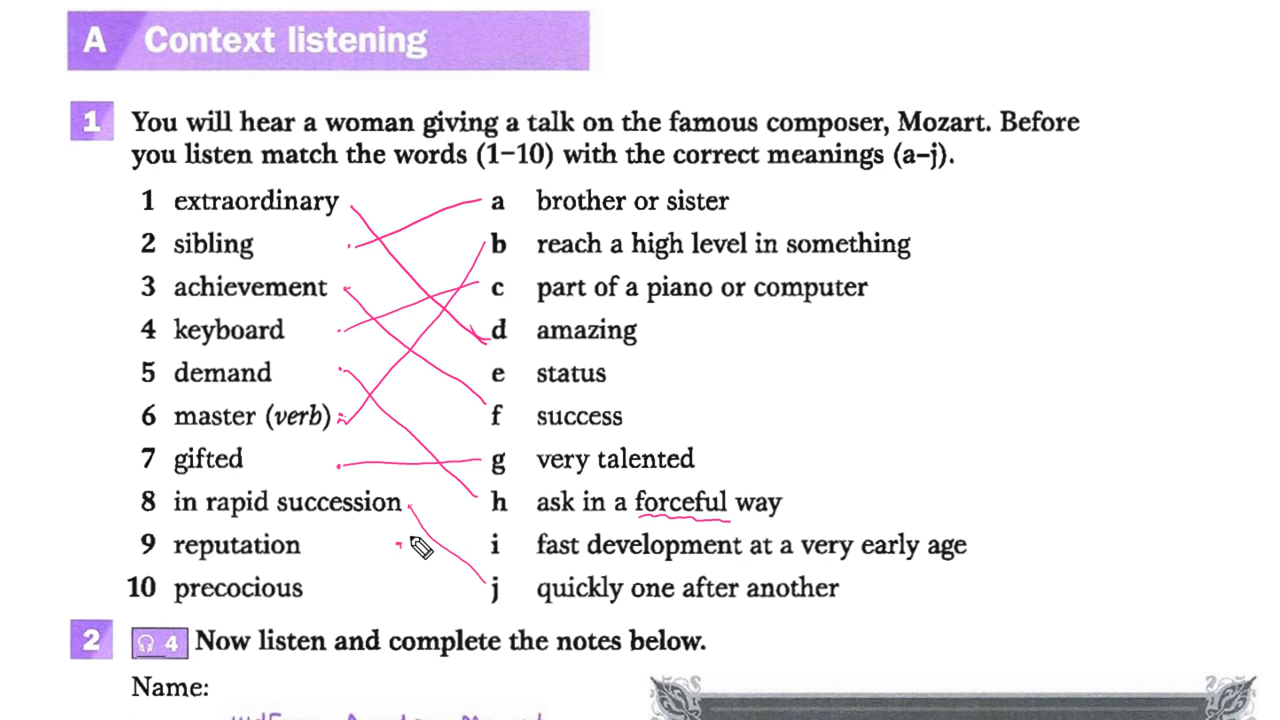 A Context listening
1 You will hear a woman giving a talk on the famous composer, Mozart. Before
you listen match the words (1–10) with the correct meanings (a–j).
1 extraordinary a brother or sister
2 sibling b reach a high level in something
3 achievement c part of a piano or computer
4 keyboard d amazing
5 demand e status
6 master (verb) f success
7 gifted g very talented
8 in rapid succession h ask in a forceful way
9 reputation i fast development at a very early age
10 precocious j quickly one after another
2 4 Now listen and complete the notes below.
Name: